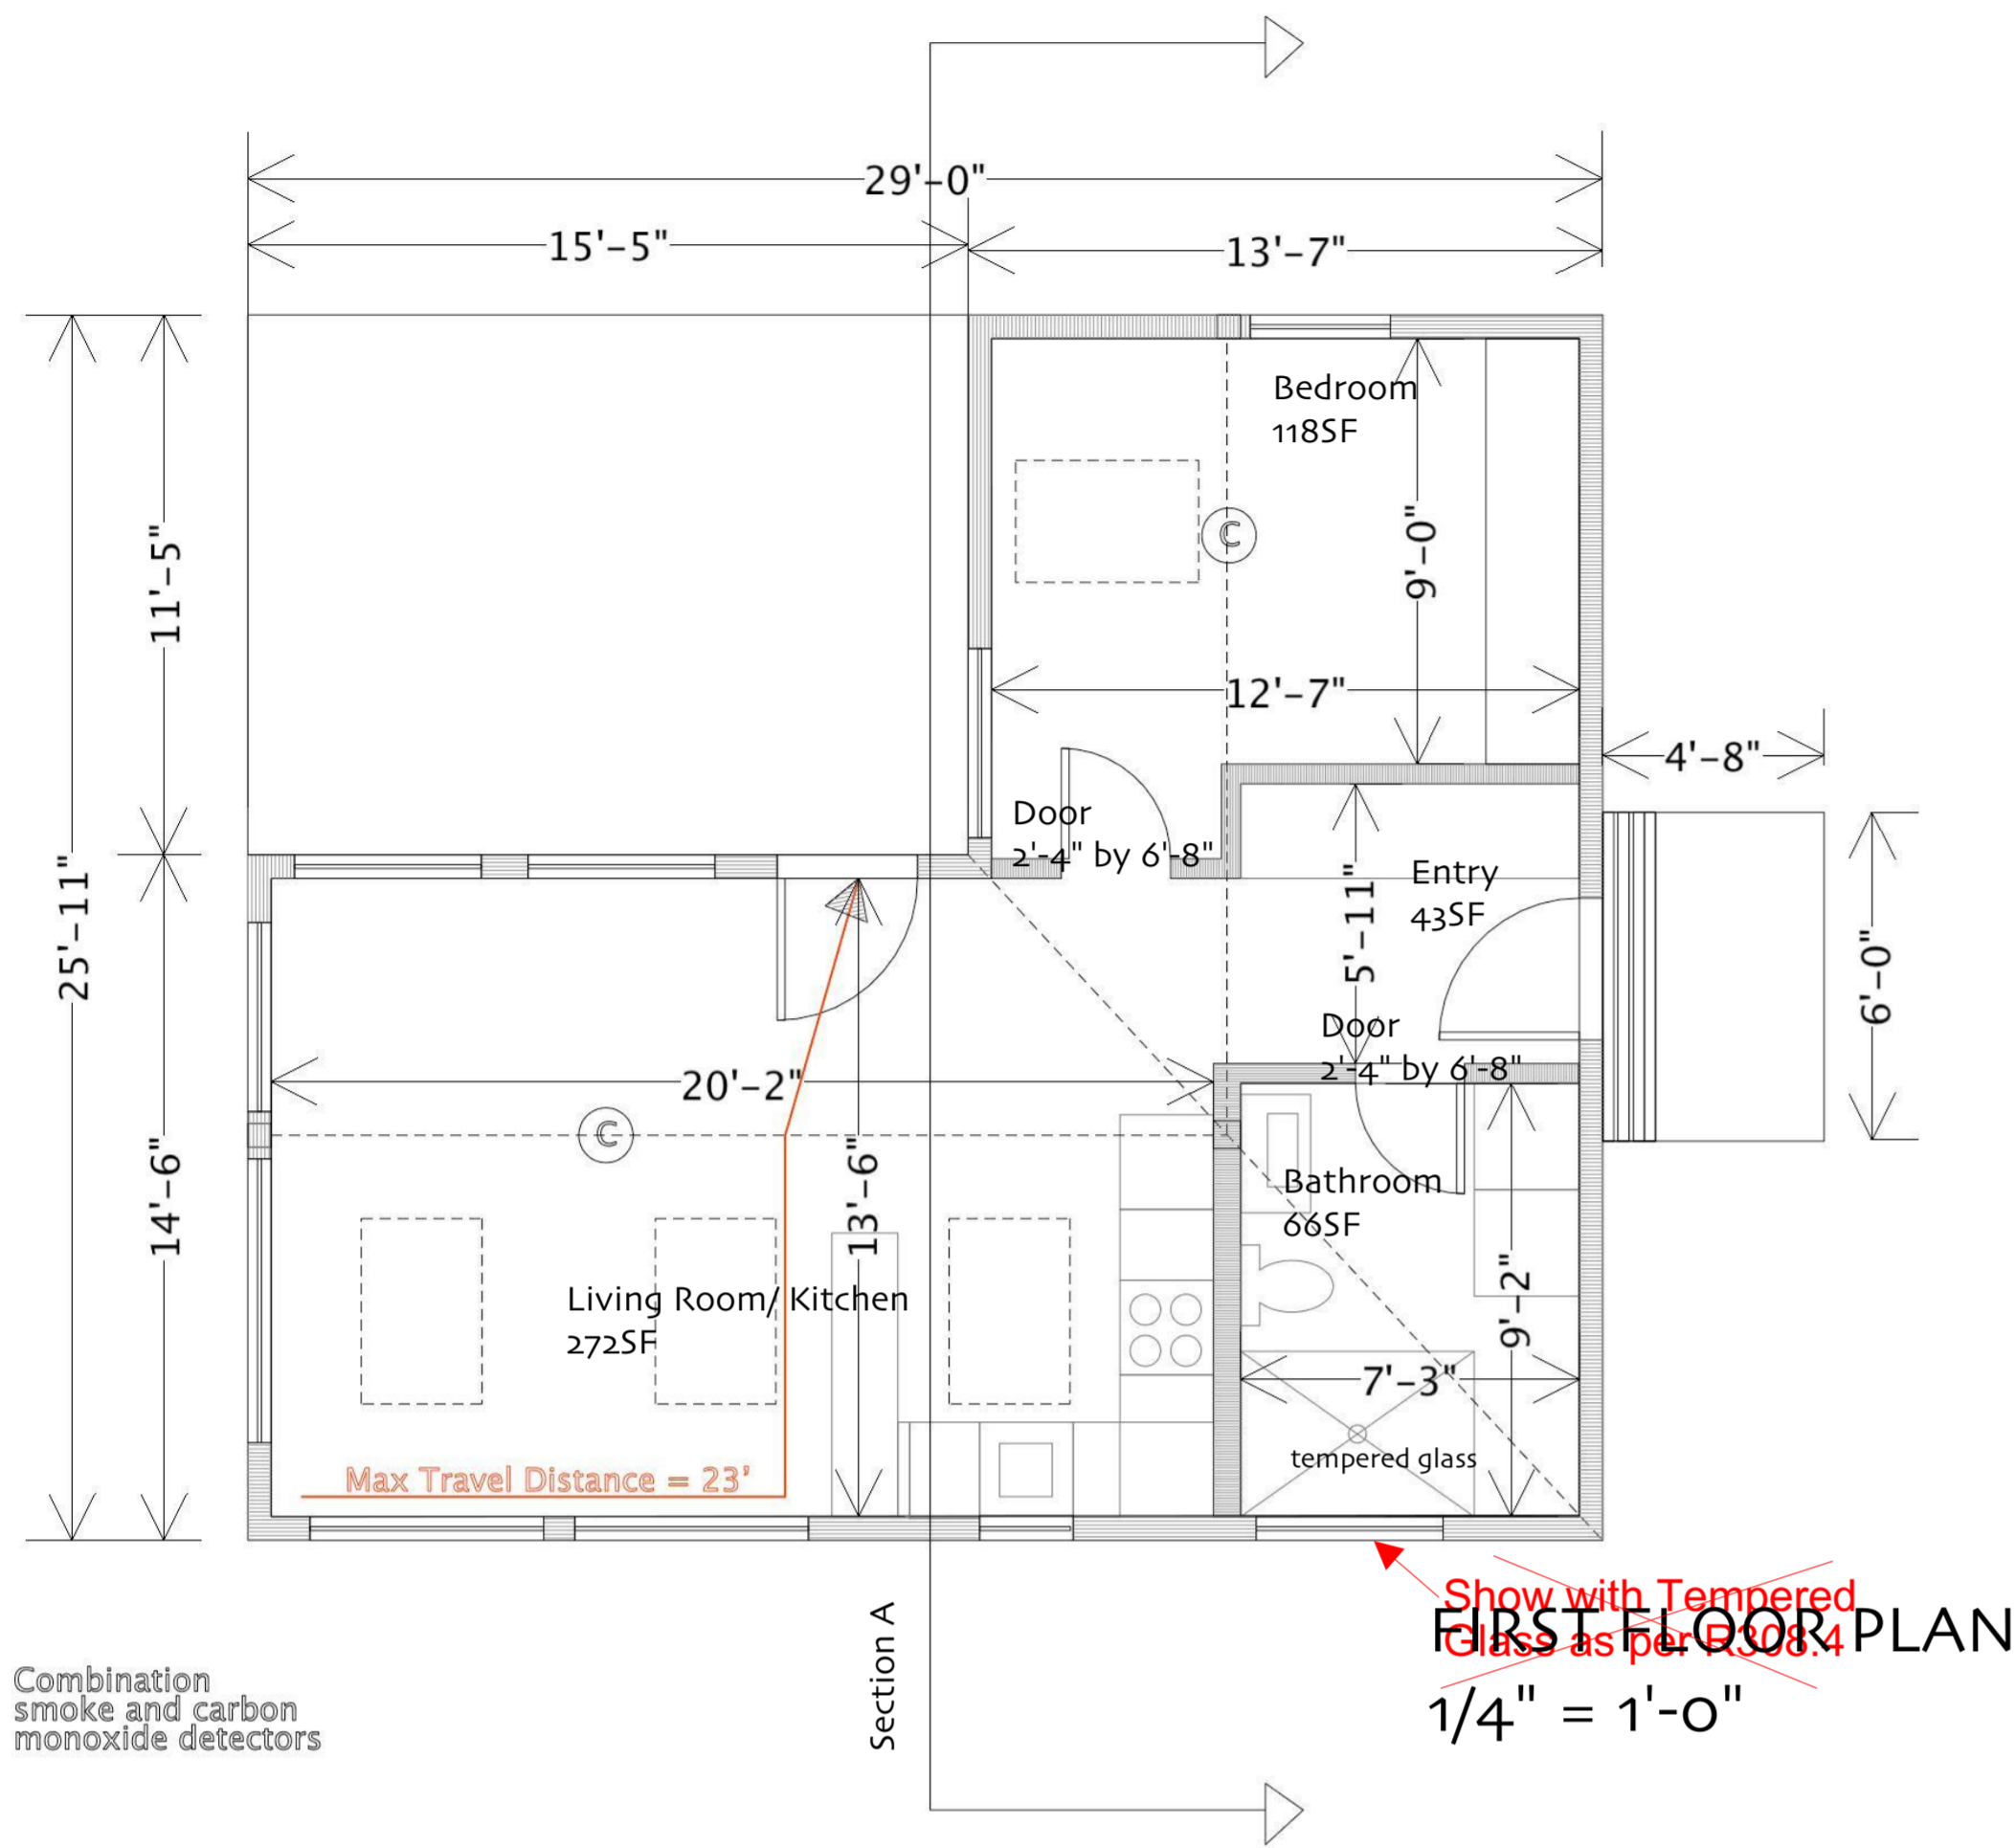 29'-0"
15'-5"
13'-7"
Bedroom
118SF
C
9'-0"
11'-5"
12'-7"
4'-8"
Door
2'-4" by 6'-8"
25'-11"
Entry
43SF
5'-11"
6'-0"
Door
2'-4" by 6'-8"
20'-2"
C
14'-6"
13'-6"
Bathroom
66SF
Living Room/ Kitchen
272SF
9'-2"
7'-3"
tempered glass
Max Travel Distance = 23'
Show with Tempered
Glass as per R308.4
FIRST FLOOR PLAN
1/4" = 1'-0"
Section A
Combination
smoke and carbon
monoxide detectors